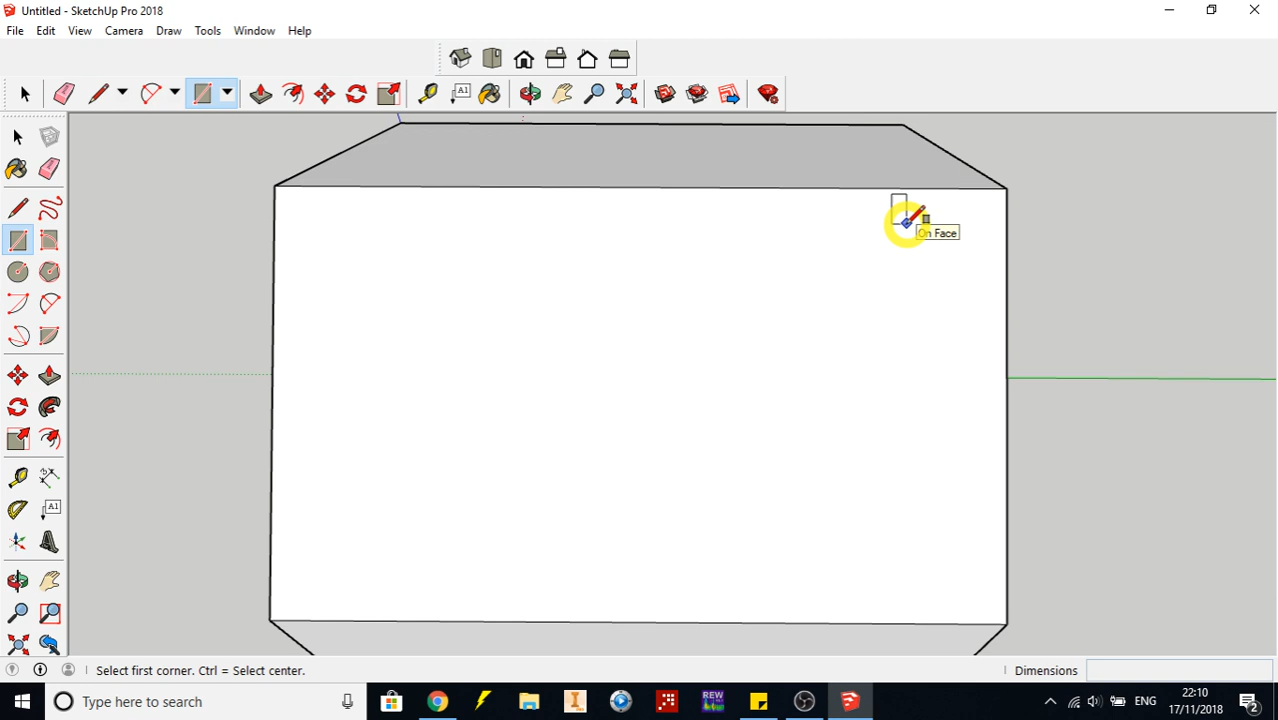 Untitled - SketchUp Pro 2018
File Edit View Camera Draw Tools Window Help
A1
On Face
A1
Select first corner. Ctrl = Select center.
Dimensions
Type here to search
REW
ENG
22:10
17/11/2018
2